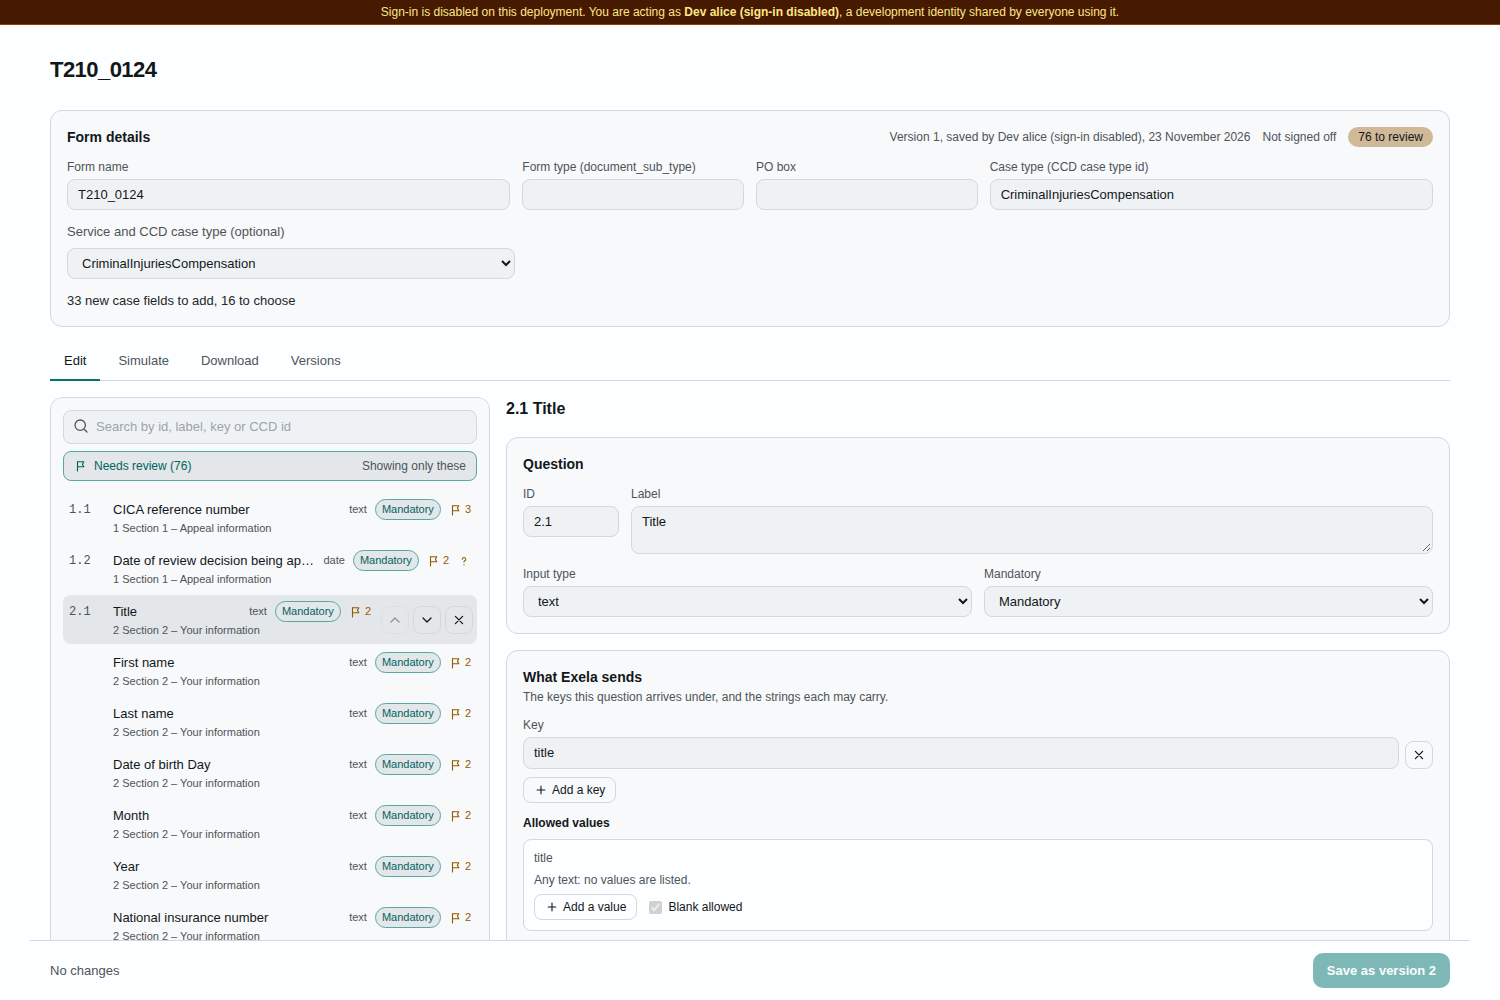 Sign-in is disabled on this deployment. You are acting as Dev alice (sign-in disabled), a development identity shared by everyone using it.
T210_0124
Form details
Version 1, saved by Dev alice (sign-in disabled), 23 November 2026 Not signed off 76 to review
Form name Form type (document_sub_type) PO box Case type (CCD case type id)
T210_0124 CriminalInjuriesCompensation
Service and CCD case type (optional)
CriminalInjuriesCompensation
33 new case fields to add, 16 to choose
Edit Simulate Download Versions
Search by id, label, key or CCD id
Needs review (76) Showing only these
1.1 CICA reference number text Mandatory 3
1 Section 1 – Appeal information
1.2 Date of review decision being ap… date Mandatory 2 ?
1 Section 1 – Appeal information
2.1 Title text Mandatory 2
2 Section 2 – Your information
First name text Mandatory 2
2 Section 2 – Your information
Last name text Mandatory 2
2 Section 2 – Your information
Date of birth Day text Mandatory 2
2 Section 2 – Your information
Month text Mandatory 2
2 Section 2 – Your information
Year text Mandatory 2
2 Section 2 – Your information
National insurance number text Mandatory 2
2 Section 2 – Your information
2.1 Title
Question
ID Label
2.1 Title
Input type Mandatory
text Mandatory
What Exela sends
The keys this question arrives under, and the strings each may carry.
Key
title
Add a key
Allowed values
title
Any text: no values are listed.
Add a value Blank allowed
No changes Save as version 2